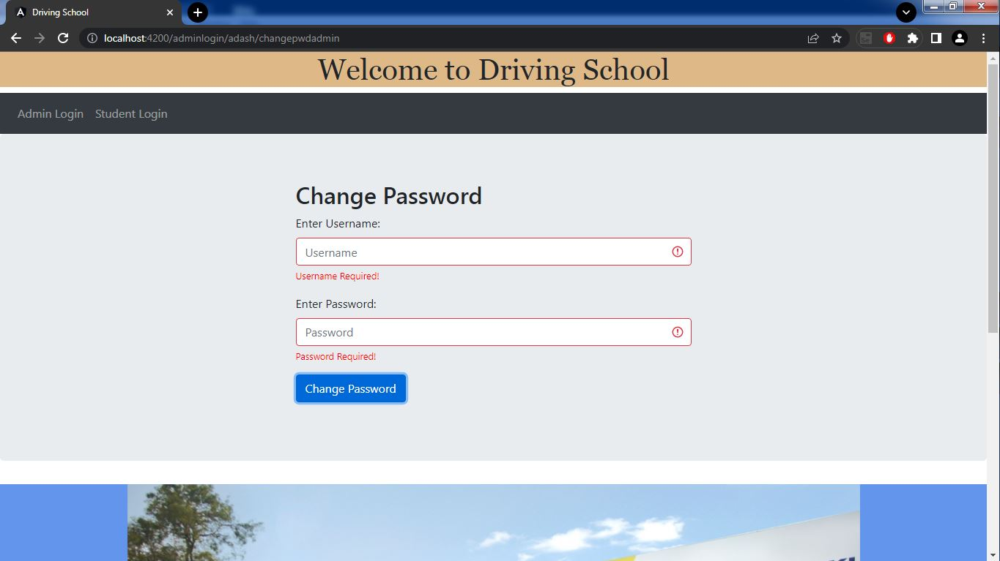 Driving School
localhost:4200/adminlogin/adash/changepwdadmin
Welcome to Driving School
Admin Login Student Login
Change Password
Enter Username:
Username
Username Required!
Enter Password:
Password
Password Required!
Change Password